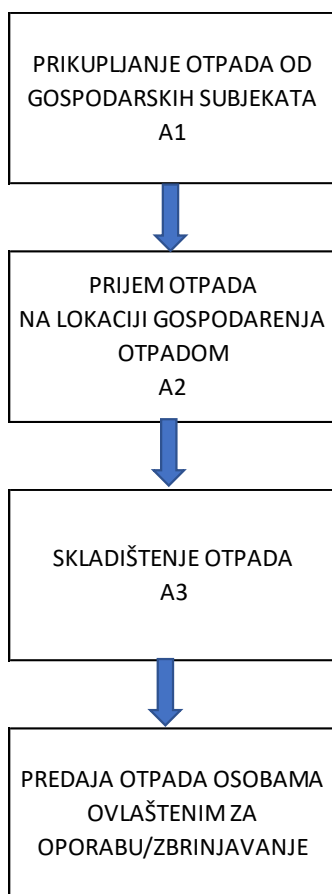 PRIKUPLJANJE OTPADA OD
GOSPODARSKIH SUBJEKATA
A1
PRIJEM OTPADA
NA LOKACIJI GOSPODARENJA
OTPADOM
A2
SKLADIŠTENJE OTPADA
A3
PREDAJA OTPADA OSOBAMA
OVLAŠTENIM ZA
OPORABU/ZBRINJAVANJE